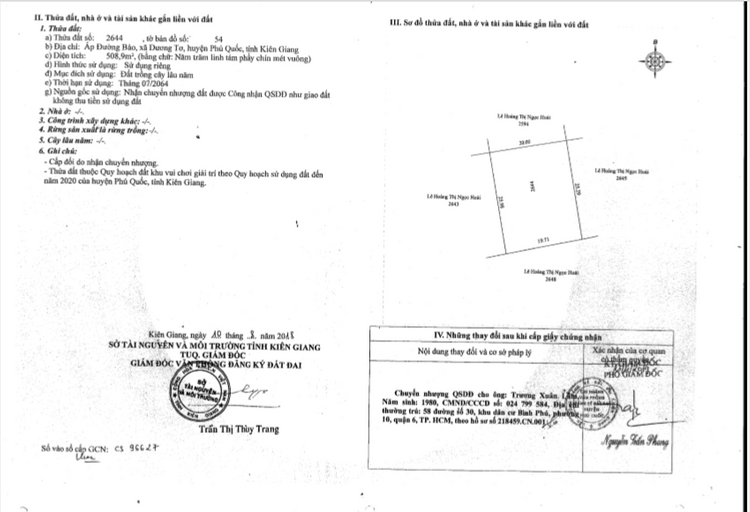 II. Thửa đất, nhà ở và tài sản khác gắn liền với đất
1. Thửa đất:
a) Thửa đất số: 2644 , tờ bản đồ số: 54
b) Địa chỉ: Ấp Đường Bào, xã Dương Tơ, huyện Phú Quốc, tỉnh Kiên Giang
c) Diện tích: 508,9m², (bằng chữ: Năm trăm linh tám phẩy chín mét vuông)
d) Hình thức sử dụng: Sử dụng riêng
đ) Mục đích sử dụng: Đất trồng cây lâu năm
e) Thời hạn sử dụng: Tháng 07/2064
g) Nguồn gốc sử dụng: Nhận chuyển nhượng đất được Công nhận QSDĐ như giao đất
không thu tiền sử dụng đất
2. Nhà ở: -/-.
3. Công trình xây dựng khác: -/-.
4. Rừng sản xuất là rừng trồng: -/-.
5. Cây lâu năm: -/-.
6. Ghi chú:
- Cấp đổi do nhận chuyển nhượng.
- Thửa đất thuộc Quy hoạch đất khu vui chơi giải trí theo Quy hoạch sử dụng đất đến
năm 2020 của huyện Phú Quốc, tỉnh Kiên Giang.
Kiên Giang, ngày 10 tháng 8 năm 2018
SỞ TÀI NGUYÊN VÀ MÔI TRƯỜNG TỈNH KIÊN GIANG
TUQ. GIÁM ĐỐC
GIÁM ĐỐC VĂN PHÒNG ĐĂNG KÝ ĐẤT ĐAI
SỞ
TÀI NGUYÊN
VÀ MÔI TRƯỜNG
Trần Thị Thùy Trang
Số vào sổ cấp GCN: CS 96627
III. Sơ đồ thửa đất, nhà ở và tài sản khác gắn liền với đất
Lê Hoàng Thị Ngọc Hoài
2594
20.00
Lê Hoàng Thị Ngọc Hoài
2645
2644
Lê Hoàng Thị Ngọc Hoài
2643
19.71
Lê Hoàng Thị Ngọc Hoài
2646
IV. Những thay đổi sau khi cấp giấy chứng nhận
Nội dung thay đổi và cơ sở pháp lý
Xác nhận của cơ quan
có thẩm quyền
PHÓ GIÁM ĐỐC
Chuyển nhượng QSDĐ cho ông: Trương Xuân
Năm sinh: 1980, CMND/CCCD số: 024 799 584, Địa chỉ
thường trú: 58 đường số 30, khu dân cư Bình Phú, phường
10, quận 6, TP. HCM, theo hồ sơ số 218459.CN.001
Nguyễn Tấn Phong